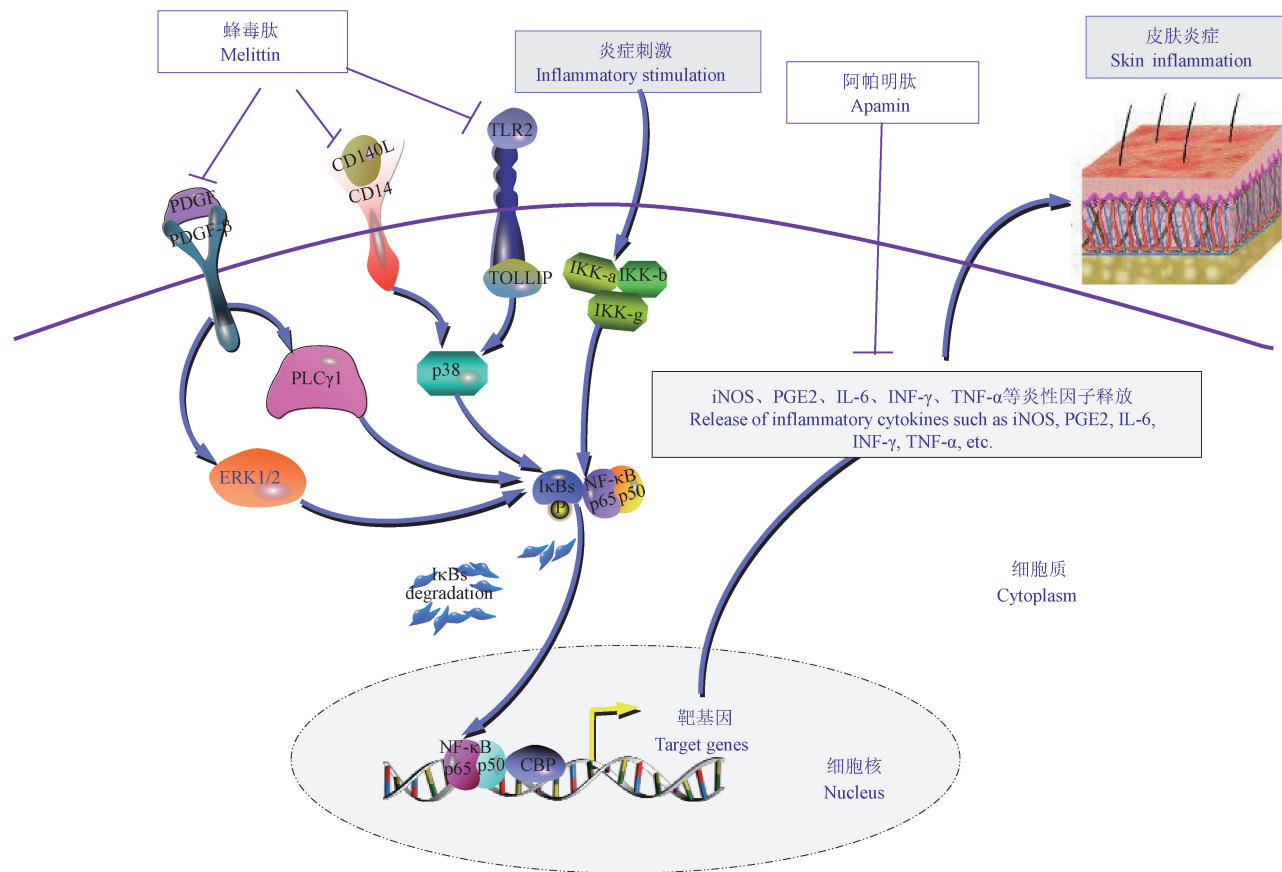 蜂毒肽
Melittin
炎症刺激
Inflammatory stimulation
阿帕明肽
Apamin
皮肤炎症
Skin inflammation
TLR2
CD140L
CD14
PDGF
PDGF-β
TOLLIP
IKK-a
IKK-b
IKK-g
PLCγ1
p38
iNOS、PGE2、IL-6、INF-γ、TNF-α等炎性因子释放
Release of inflammatory cytokines such as iNOS, PGE2, IL-6,
INF-γ, TNF-α, etc.
ERK1/2
IκBs
P
NF-κB
p65
p50
IκBs
degradation
细胞质
Cytoplasm
靶基因
Target genes
NF-κB
p65
p50
CBP
细胞核
Nucleus